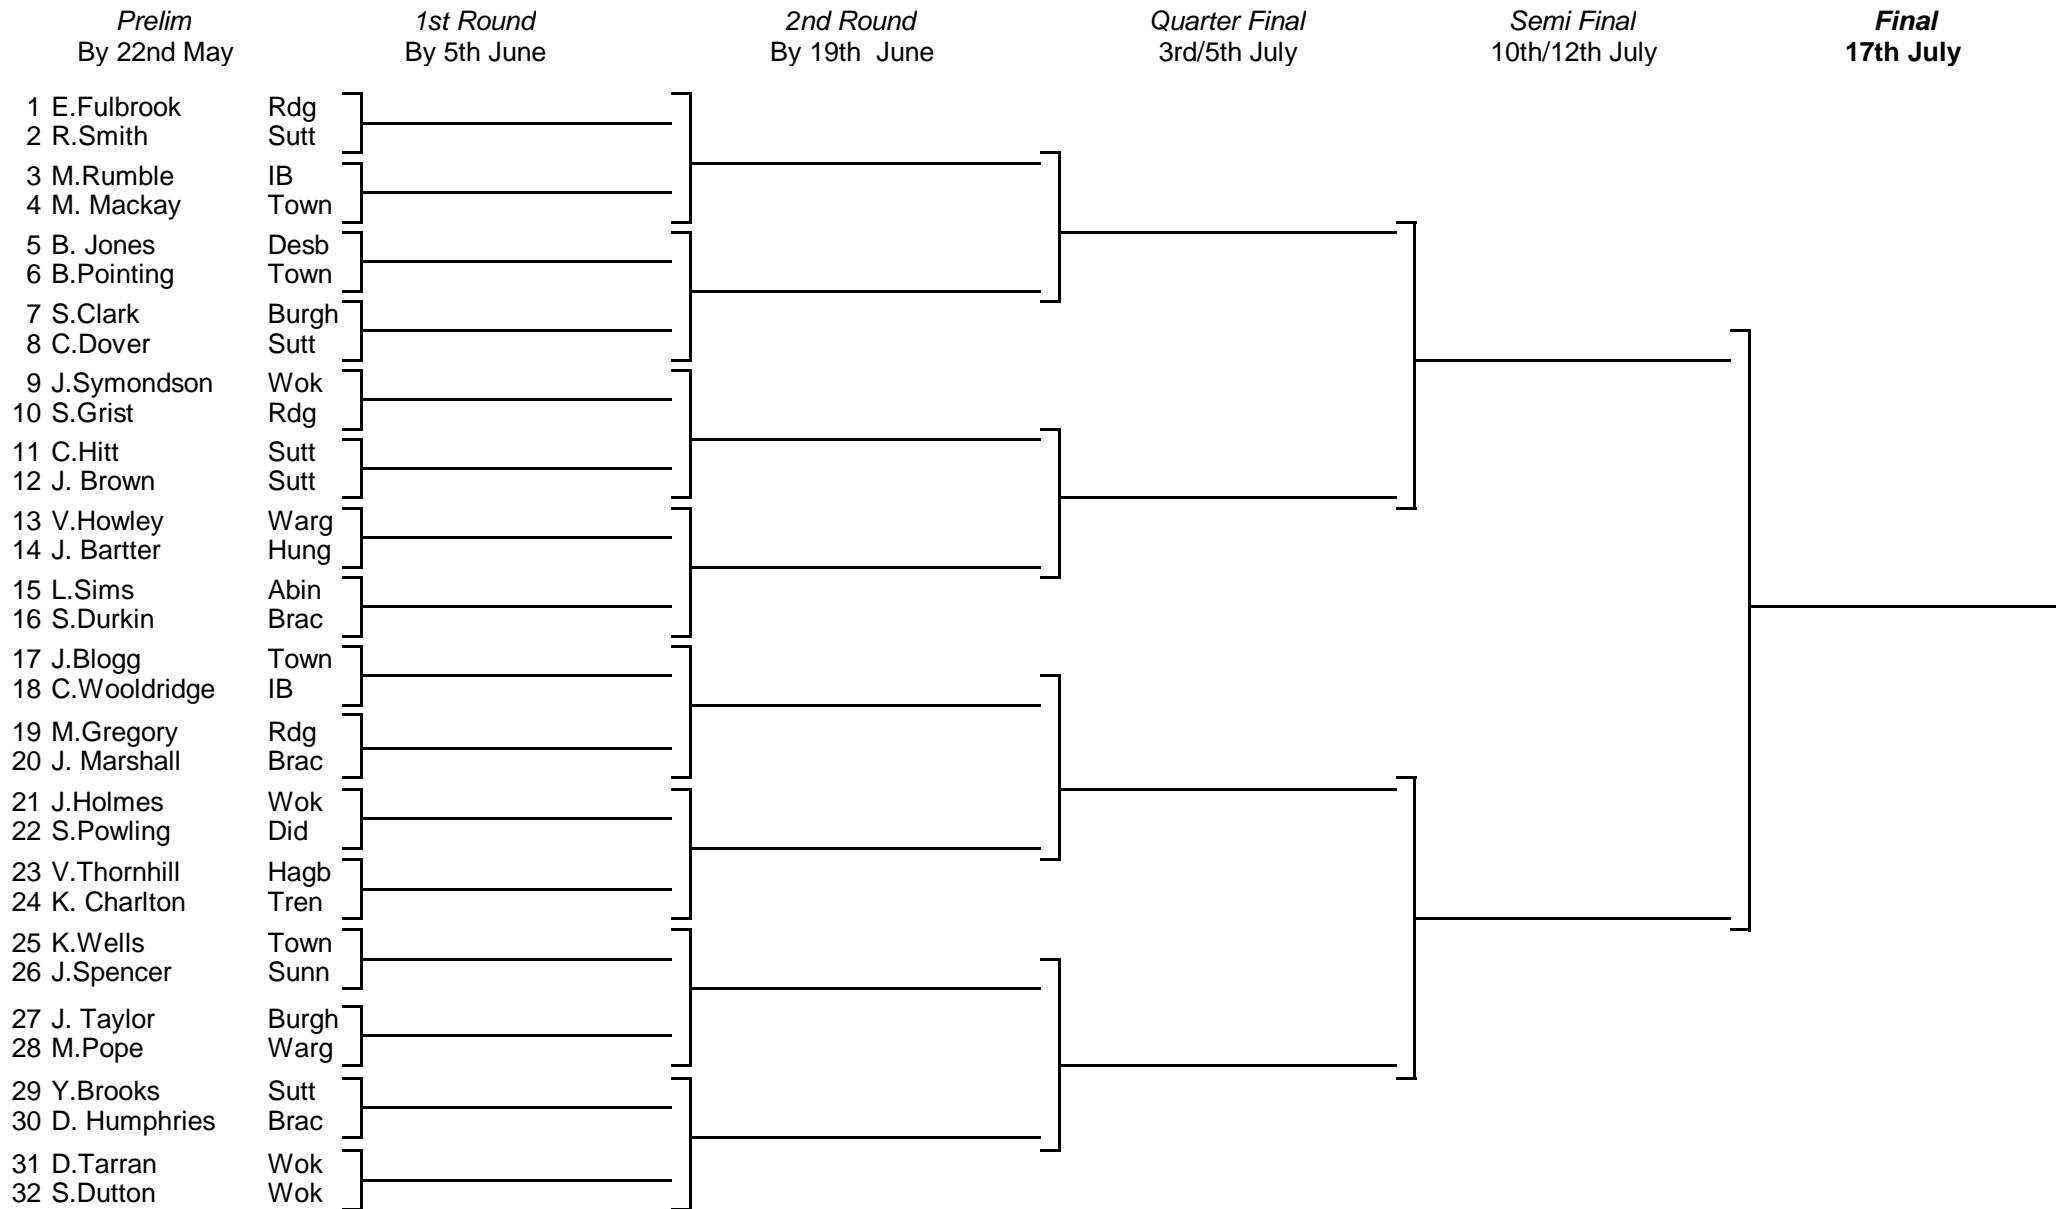 Prelim 1st Round 2nd Round Quarter Final Semi Final Final
By 22nd May By 5th June By 19th June 3rd/5th July 10th/12th July 17th July
1 E.Fulbrook Rdg
2 R.Smith Sutt
3 M.Rumble IB
4 M. Mackay Town
5 B. Jones Desb
6 B.Pointing Town
7 S.Clark Burgh
8 C.Dover Sutt
9 J.Symondson Wok
10 S.Grist Rdg
11 C.Hitt Sutt
12 J. Brown Sutt
13 V.Howley Warg
14 J. Bartter Hung
15 L.Sims Abin
16 S.Durkin Brac
17 J.Blogg Town
18 C.Wooldridge IB
19 M.Gregory Rdg
20 J. Marshall Brac
21 J.Holmes Wok
22 S.Powling Did
23 V.Thornhill Hagb
24 K. Charlton Tren
25 K.Wells Town
26 J.Spencer Sunn
27 J. Taylor Burgh
28 M.Pope Warg
29 Y.Brooks Sutt
30 D. Humphries Brac
31 D.Tarran Wok
32 S.Dutton Wok